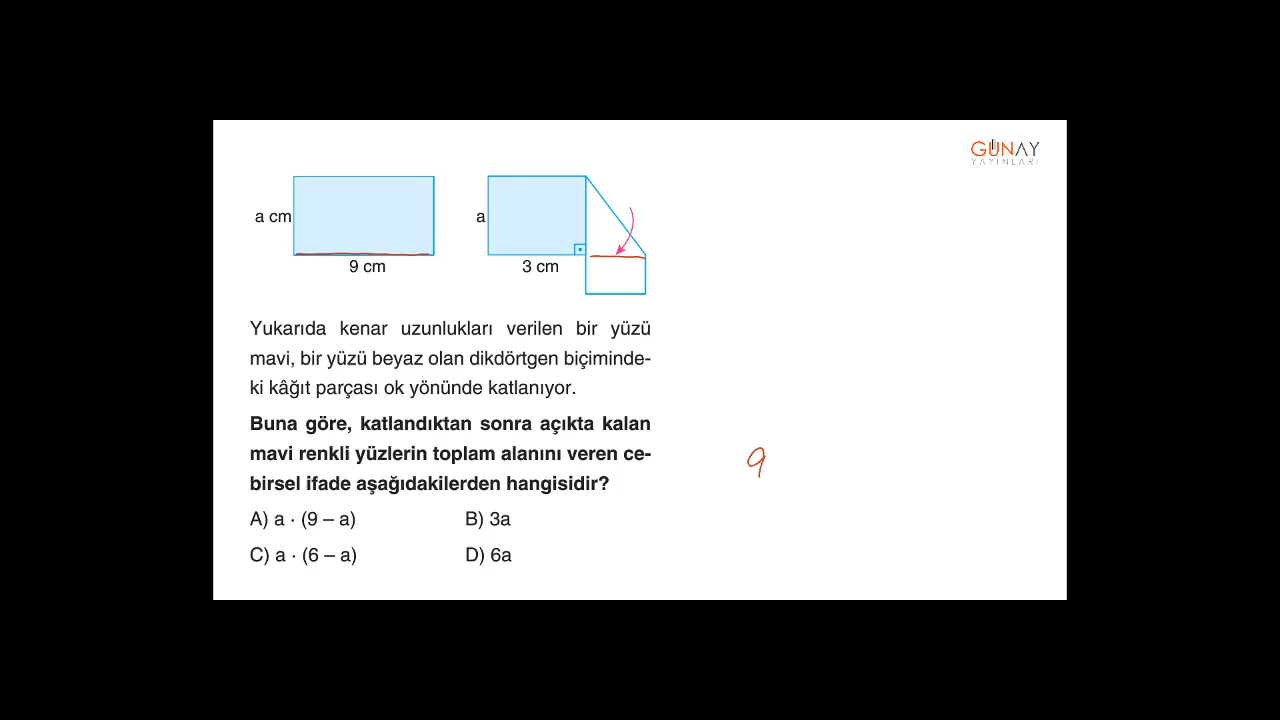 GÜNAY
YAYINLARI
a cm
9 cm
a
3 cm
Yukarıda kenar uzunlukları verilen bir yüzü
mavi, bir yüzü beyaz olan dikdörtgen biçiminde-
ki kâğıt parçası ok yönünde katlanıyor.
Buna göre, katlandıktan sonra açıkta kalan
mavi renkli yüzlerin toplam alanını veren ce-
birsel ifade aşağıdakilerden hangisidir?
A) a · (9 – a) B) 3a
C) a · (6 – a) D) 6a
9